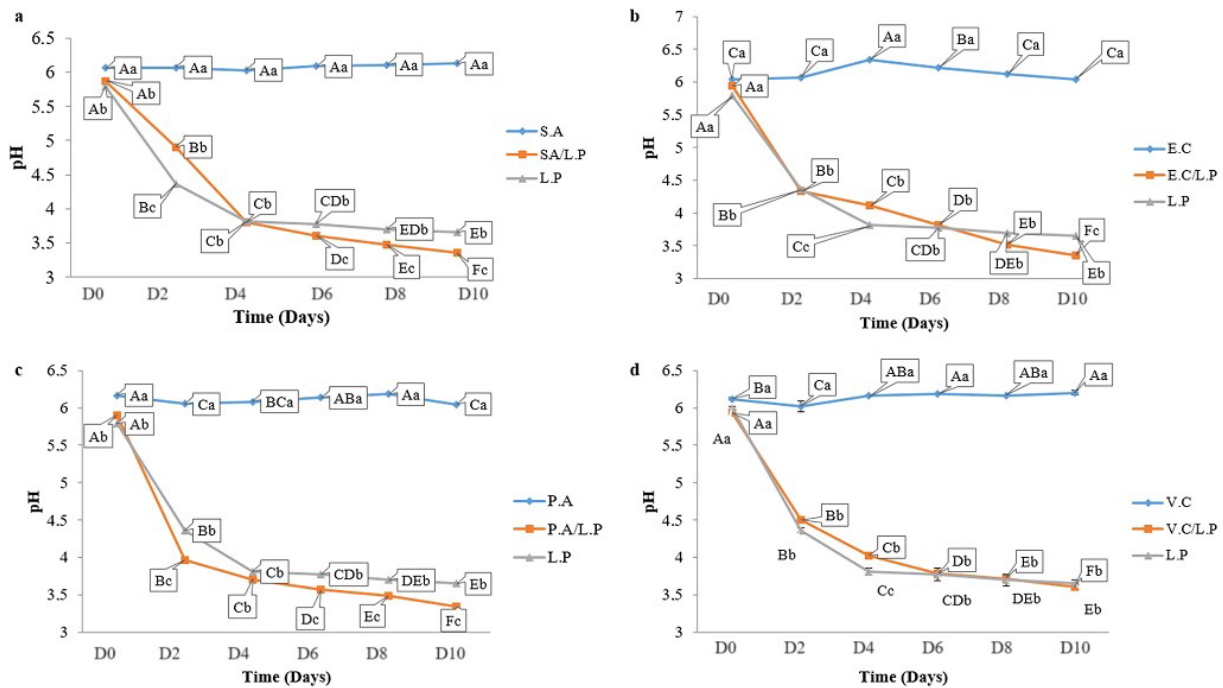 a
6.5
6
5.5
5
4.5
4
3.5
3
pH
Aa Aa Aa Aa Aa Aa
Ab Ab
Bb
Bc
Cb CDb EDb Eb
Cb Dc Ec Fc
D0 D2 D4 D6 D8 D10
Time (Days)
S.A
SA/L.P
L.P
b
7
6.5
6
5.5
5
4.5
4
3.5
3
pH
Ca Ca Aa Ba Ca Ca
Aa
Aa
Bb Cb Db Eb Fc
Bb Cc CDb DEb Eb
D0 D2 D4 D6 D8 D10
Time (Days)
E.C
E.C/L.P
L.P
c
6.5
6
5.5
5
4.5
4
3.5
3
pH
Aa Ca BCa ABa Aa Ca
Ab Ab
Bb Cb CDb DEb Eb
Bc Cb Dc Ec Fc
D0 D2 D4 D6 D8 D10
Time (Days)
P.A
P.A/L.P
L.P
d
6.5
6
5.5
5
4.5
4
3.5
3
pH
Ba Ca ABa Aa ABa Aa
Aa
Aa
Bb Cb Db Eb Fb
Bb Cc CDb DEb Eb
D0 D2 D4 D6 D8 D10
Time (Days)
V.C
V.C/L.P
L.P